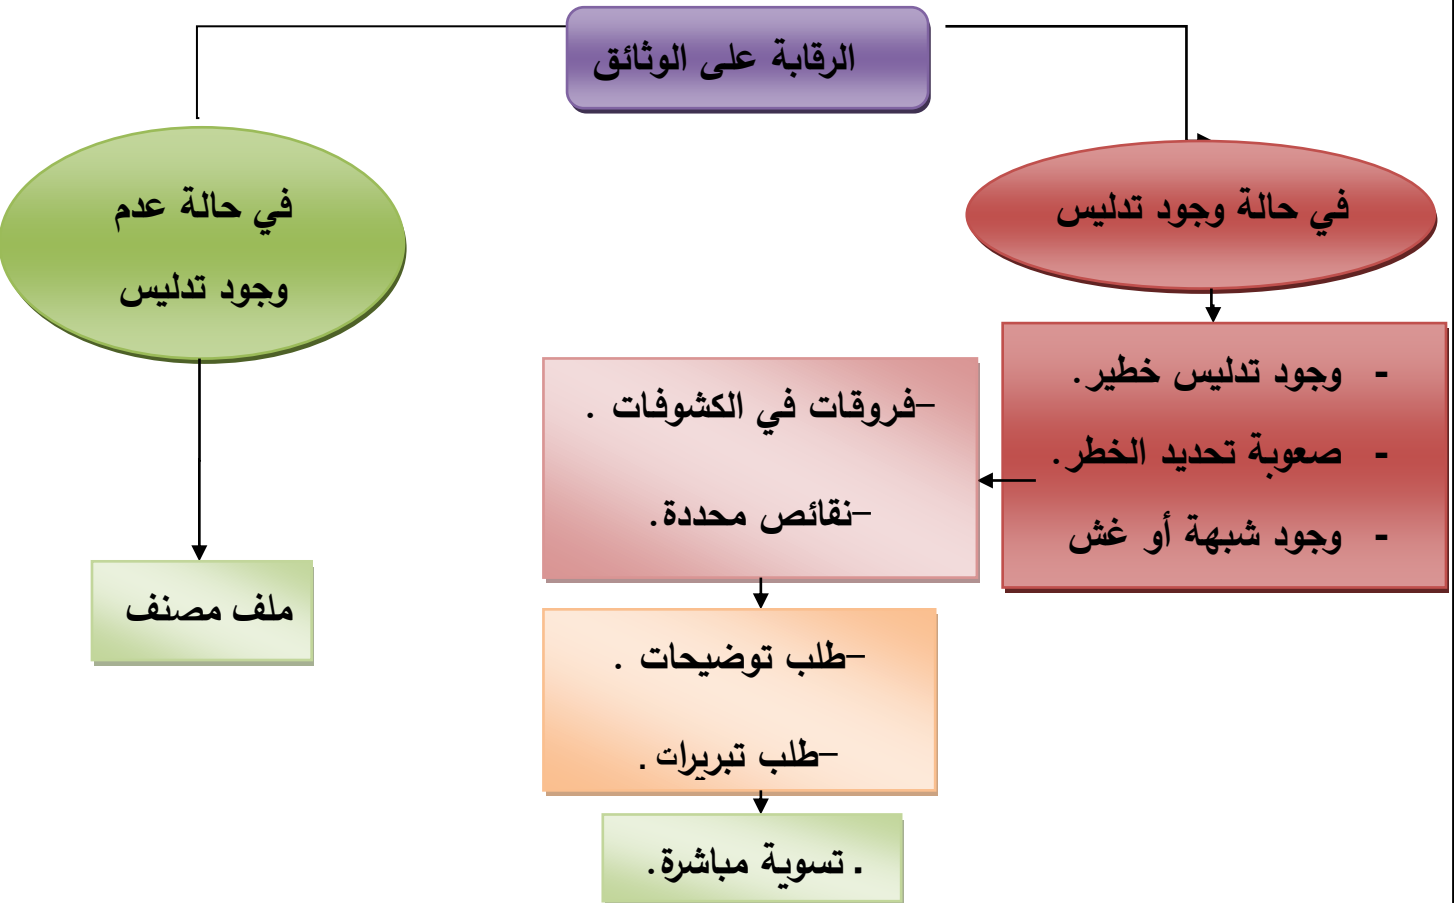 الرقابة على الوثائق
في حالة وجود تدليس
في حالة عدم
وجود تدليس
- وجود تدليس خطير.
- صعوبة تحديد الخطر.
- وجود شبهة أو غش
-فروقات في الكشوفات .
-نقائص محددة.
-طلب توضيحات .
-طلب تبريرات .
. تسوية مباشرة.
ملف مصنف